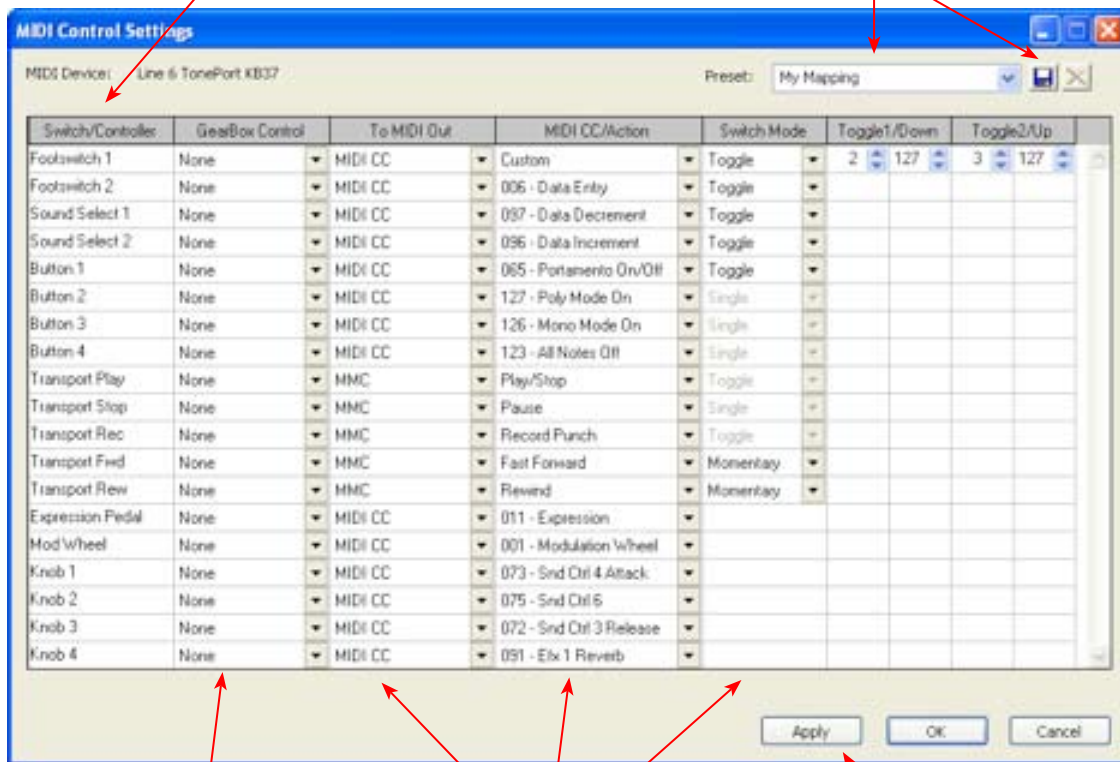 MIDI Control Settings
MIDI Device: Line 6 TonePort KB37 Preset: My Mapping
Switch/Controller GearBox Control To MIDI Out MIDI CC/Action Switch Mode Toggle1/Down Toggle2/Up
Footswitch 1 None MIDI CC Custom Toggle 2 127 3 127
Footswitch 2 None MIDI CC 006 - Data Entry Toggle
Sound Select 1 None MIDI CC 097 - Data Decrement Toggle
Sound Select 2 None MIDI CC 096 - Data Increment Toggle
Button 1 None MIDI CC 065 - Portamento On/Off Toggle
Button 2 None MIDI CC 127 - Poly Mode On Single
Button 3 None MIDI CC 126 - Mono Mode On Single
Button 4 None MIDI CC 123 - All Notes Off Single
Transport Play None MMC Play/Stop Toggle
Transport Stop None MMC Pause Single
Transport Rec None MMC Record Punch Toggle
Transport Fwd None MMC Fast Forward Momentary
Transport Rew None MMC Rewind Momentary
Expression Pedal None MIDI CC 011 - Expression
Mod Wheel None MIDI CC 001 - Modulation Wheel
Knob 1 None MIDI CC 073 - Snd Ctrl 4 Attack
Knob 2 None MIDI CC 075 - Snd Ctrl 6
Knob 3 None MIDI CC 072 - Snd Ctrl 3 Release
Knob 4 None MIDI CC 091 - Efx 1 Reverb
Apply OK Cancel